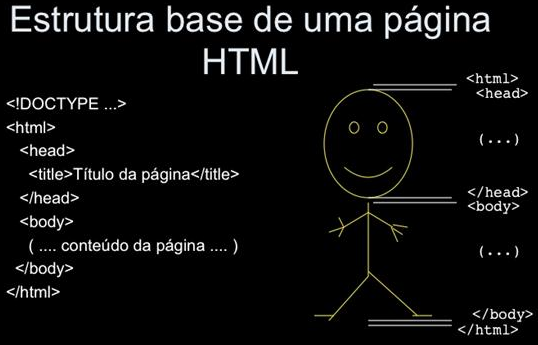 Estrutura base de uma página
HTML
<!DOCTYPE ...>
<html>
<head>
<title>Título da página</title>
</head>
<body>
( .... conteúdo da página .... )
</body>
</html>
<html>
<head>
(...)
</head>
<body>
(...)
</body>
</html>